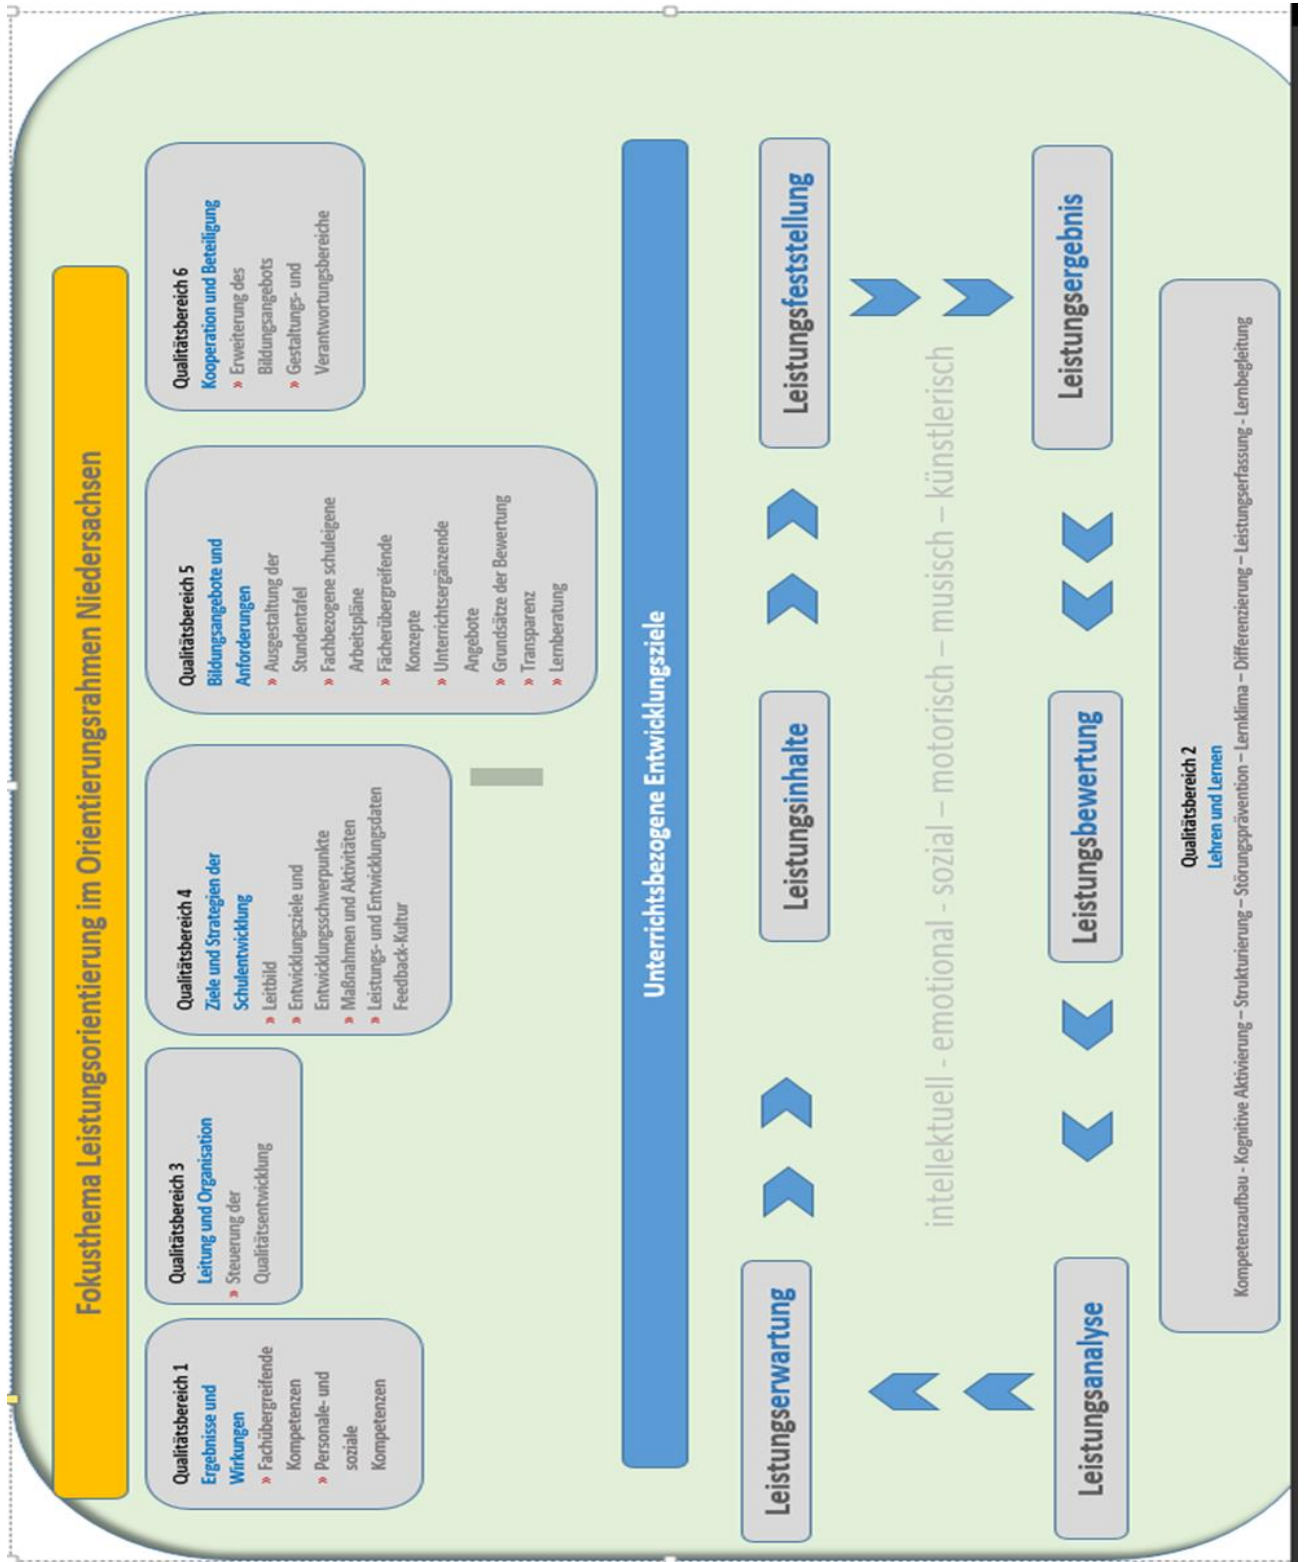 Fokusthema Leistungsorientierung im Orientierungsrahmen Niedersachsen
Qualitätsbereich 1
Ergebnisse und
Wirkungen
» Fachübergreifende
Kompetenzen
» Personale- und
soziale
Kompetenzen
Qualitätsbereich 3
Leitung und Organisation
» Steuerung der
Qualitätsentwicklung
Qualitätsbereich 4
Ziele und Strategien der
Schulentwicklung
» Leitbild
» Entwicklungsziele und
Entwicklungsschwerpunkte
» Maßnahmen und Aktivitäten
» Leistungs- und Entwicklungsdaten
Feedback-Kultur
Qualitätsbereich 5
Bildungsangebote und
Anforderungen
» Ausgestaltung der
Stundentafel
» Fachbezogene schuleigene
Arbeitspläne
» Fächerübergreifende
Konzepte
» Unterrichtsergänzende
Angebote
» Grundsätze der Bewertung
» Transparenz
» Lernberatung
Qualitätsbereich 6
Kooperation und Beteiligung
» Erweiterung des
Bildungsangebots
» Gestaltungs- und
Verantwortungsbereiche
Unterrichtsbezogene Entwicklungsziele
Leistungserwartung
Leistungsinhalte
Leistungsfeststellung
intellektuell - emotional - sozial – motorisch – musisch – künstlerisch
Leistungsanalyse
Leistungsbewertung
Leistungsergebnis
Qualitätsbereich 2
Lehren und Lernen
Kompetenzaufbau - Kognitive Aktivierung – Strukturierung – Störungsprävention – Lernklima – Differenzierung – Leistungserfassung - Lernbegleitung